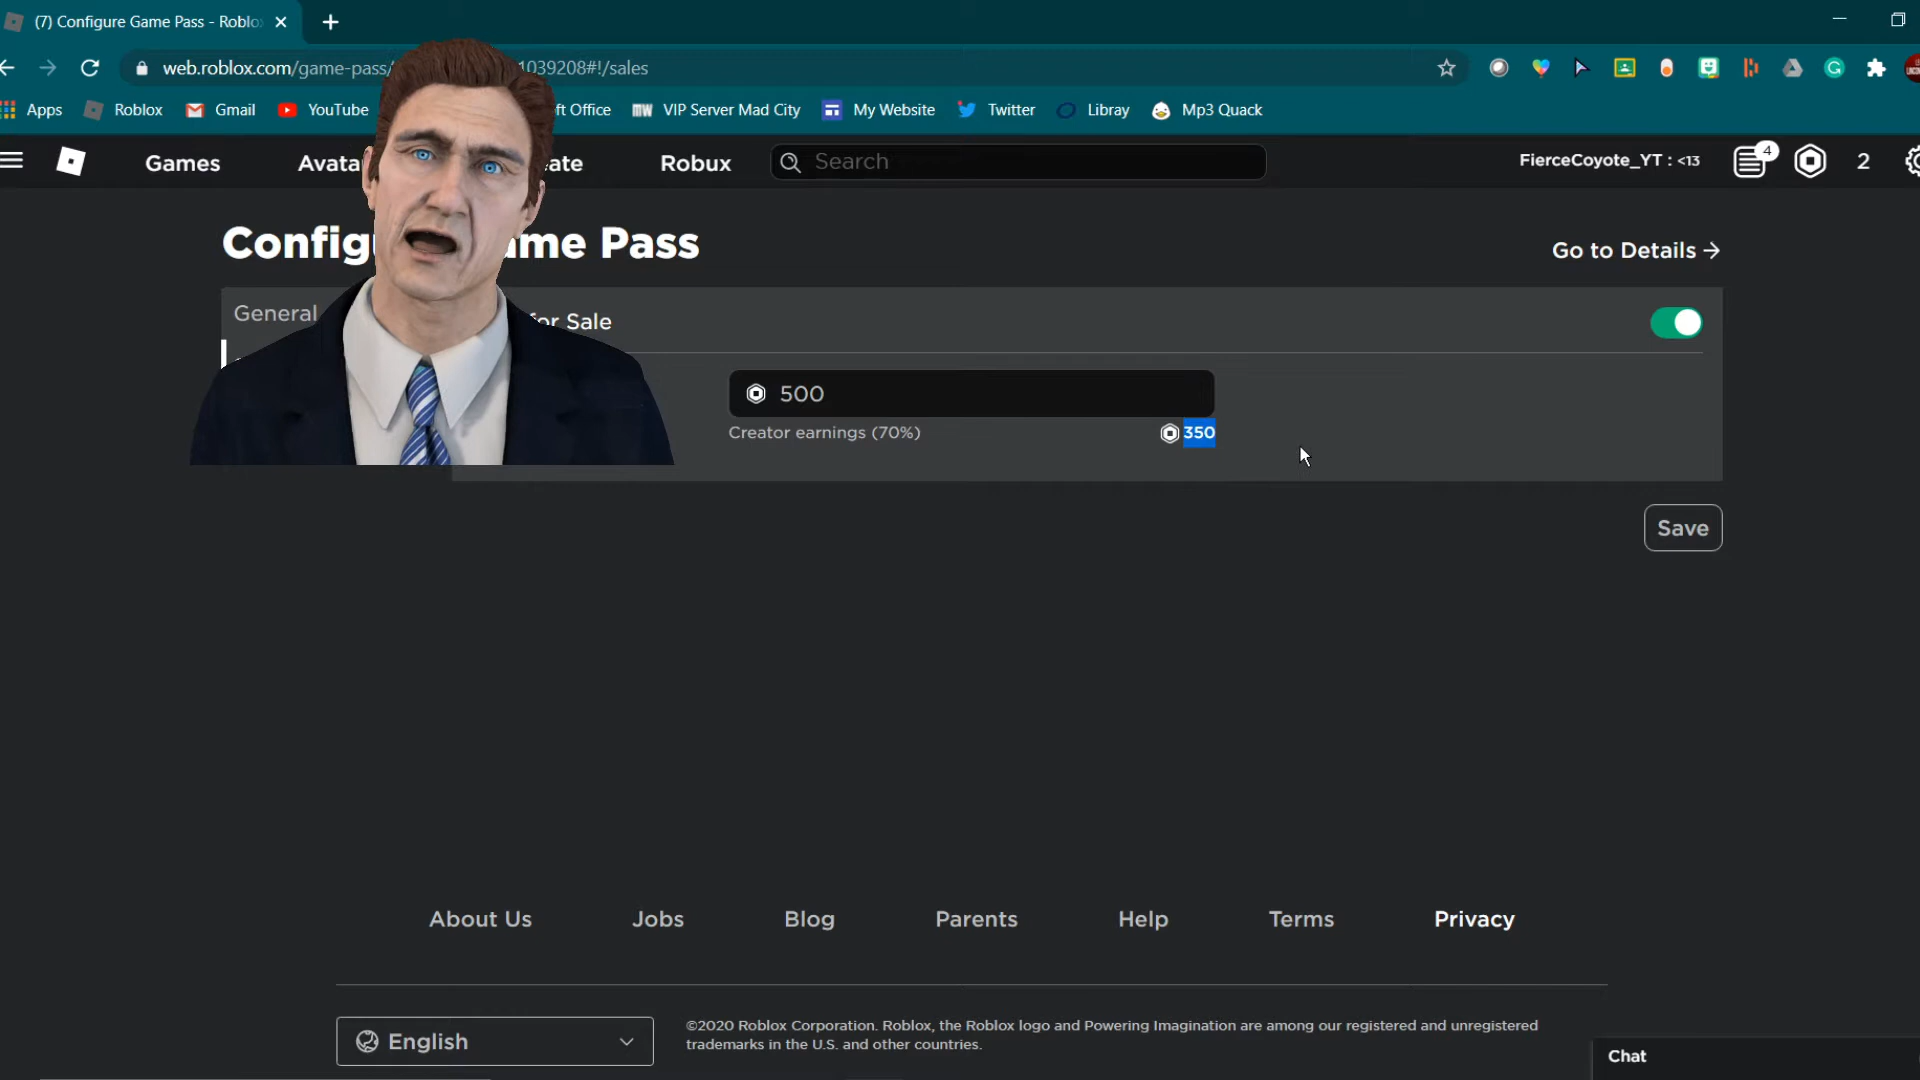 (7) Configure Game Pass - Roblo
web.roblox.com/game-pass/ 1039208#!/sales
Apps Roblox Gmail YouTube ft Office VIP Server Mad City My Website Twitter Libray Mp3 Quack
Games Avata ate Robux Search FierceCoyote_YT : <13 4 2
Config me Pass
Go to Details
General
for Sale
500
Creator earnings (70%) 350
Save
About Us Jobs Blog Parents Help Terms Privacy
English
©2020 Roblox Corporation. Roblox, the Roblox logo and Powering Imagination are among our registered and unregistered
trademarks in the U.S. and other countries.
Chat